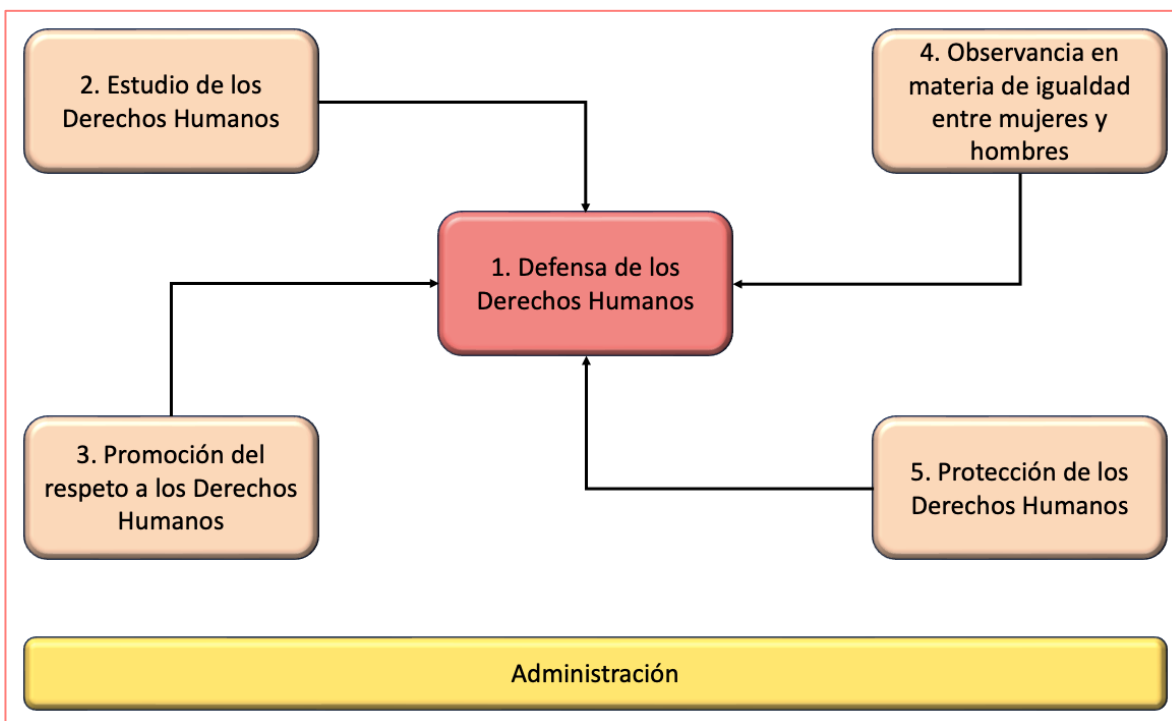 2. Estudio de los
Derechos Humanos
4. Observancia en
materia de igualdad
entre mujeres y
hombres
1. Defensa de los
Derechos Humanos
3. Promoción del
respeto a los Derechos
Humanos
5. Protección de los
Derechos Humanos
Administración